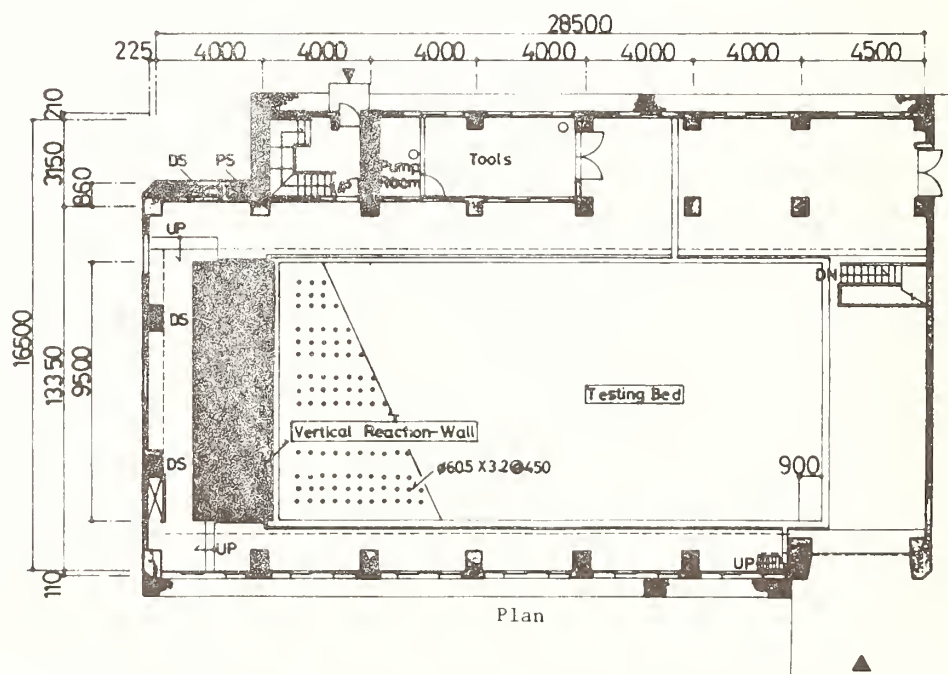 28500
225 4000 4000 4000 4000 4000 4000 4500
210
3150
860
16500
13350
9500
110
DS PS
Pump
Room
Tools
UP
DN
DS
Testing Bed
Vertical Reaction-Wall
DS
φ60.5 X3.2@450
900
UP
UP
Plan